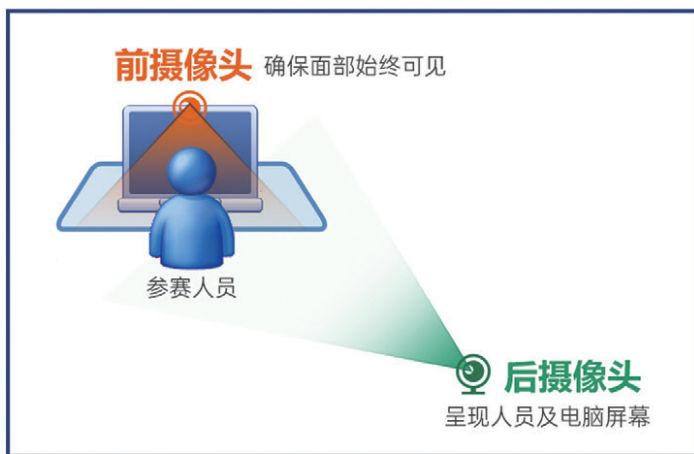 前摄像头 确保面部始终可见
参赛人员
后摄像头
呈现人员及电脑屏幕